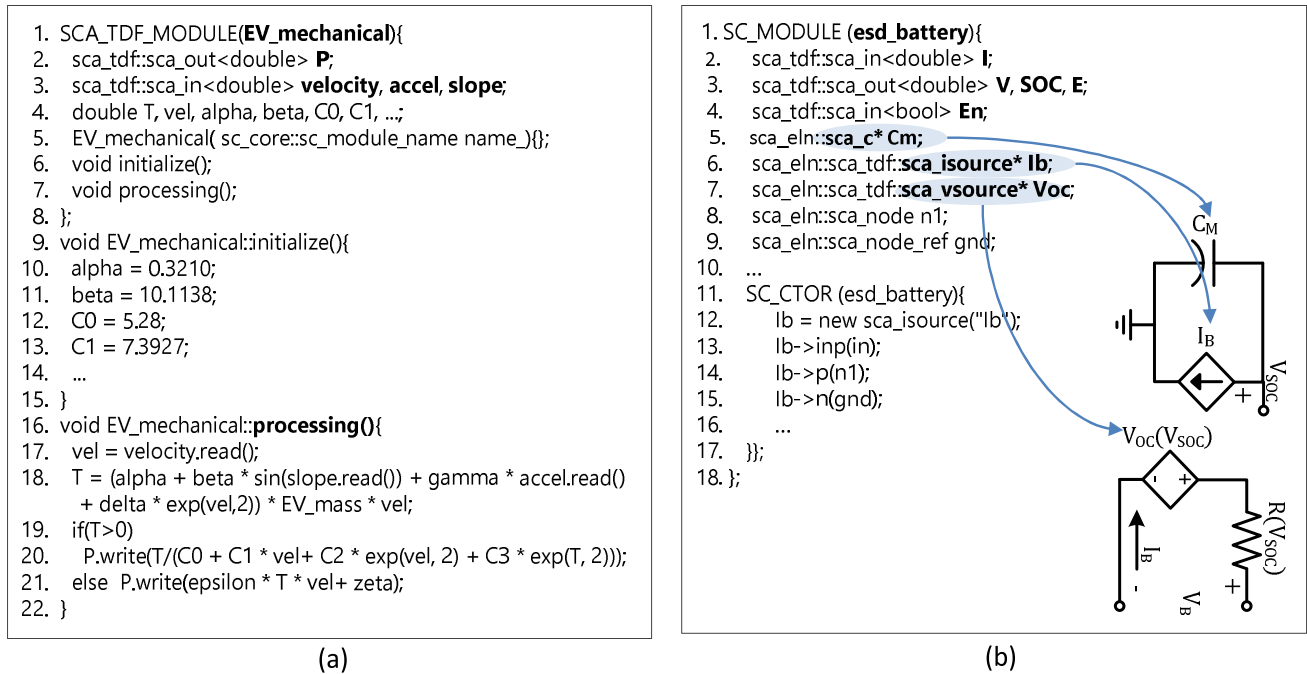 1. SCA_TDF_MODULE(EV_mechanical){
2. sca_tdf::sca_out<double> P;
3. sca_tdf::sca_in<double> velocity, accel, slope;
4. double T, vel, alpha, beta, C0, C1, ...;
5. EV_mechanical( sc_core::sc_module_name name_){};
6. void initialize();
7. void processing();
8. };
9. void EV_mechanical::initialize(){
10. alpha = 0.3210;
11. beta = 10.1138;
12. C0 = 5.28;
13. C1 = 7.3927;
14. ...
15. }
16. void EV_mechanical::processing(){
17. vel = velocity.read();
18. T = (alpha + beta * sin(slope.read()) + gamma * accel.read()
+ delta * exp(vel,2)) * EV_mass * vel;
19. if(T>0)
20. P.write(T/(C0 + C1 * vel+ C2 * exp(vel, 2) + C3 * exp(T, 2)));
21. else P.write(epsilon * T * vel+ zeta);
22. }
(a)
1. SC_MODULE (esd_battery){
2. sca_tdf::sca_in<double> I;
3. sca_tdf::sca_out<double> V, SOC, E;
4. sca_tdf::sca_in<bool> En;
5. sca_eln::sca_c* Cm;
6. sca_eln::sca_tdf::sca_isource* Ib;
7. sca_eln::sca_tdf::sca_vsource* Voc;
8. sca_eln::sca_node n1;
9. sca_eln::sca_node_ref gnd;
10. ...
11. SC_CTOR (esd_battery){
12. Ib = new sca_isource("Ib");
13. Ib->inp(in);
14. Ib->p(n1);
15. Ib->n(gnd);
16. ...
17. }};
18. };
CM
IB
+
VSOC
VOC(VSOC)
- +
R(VSOC)
IB
- +
VB
(b)